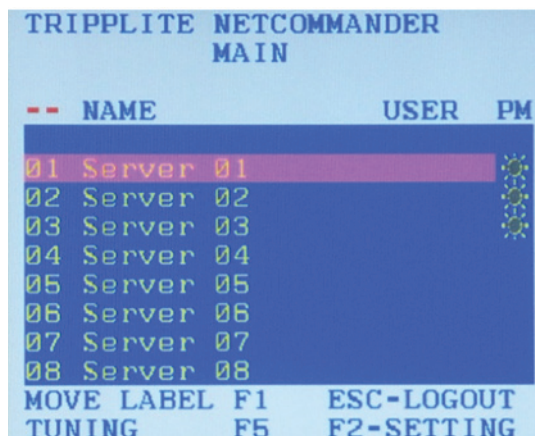 TRIPPLITE NETCOMMANDER
MAIN
-- NAME USER PM
01 Server 01
02 Server 02
03 Server 03
04 Server 04
05 Server 05
06 Server 06
07 Server 07
08 Server 08
MOVE LABEL F1 ESC-LOGOUT
TUNING F5 F2-SETTING